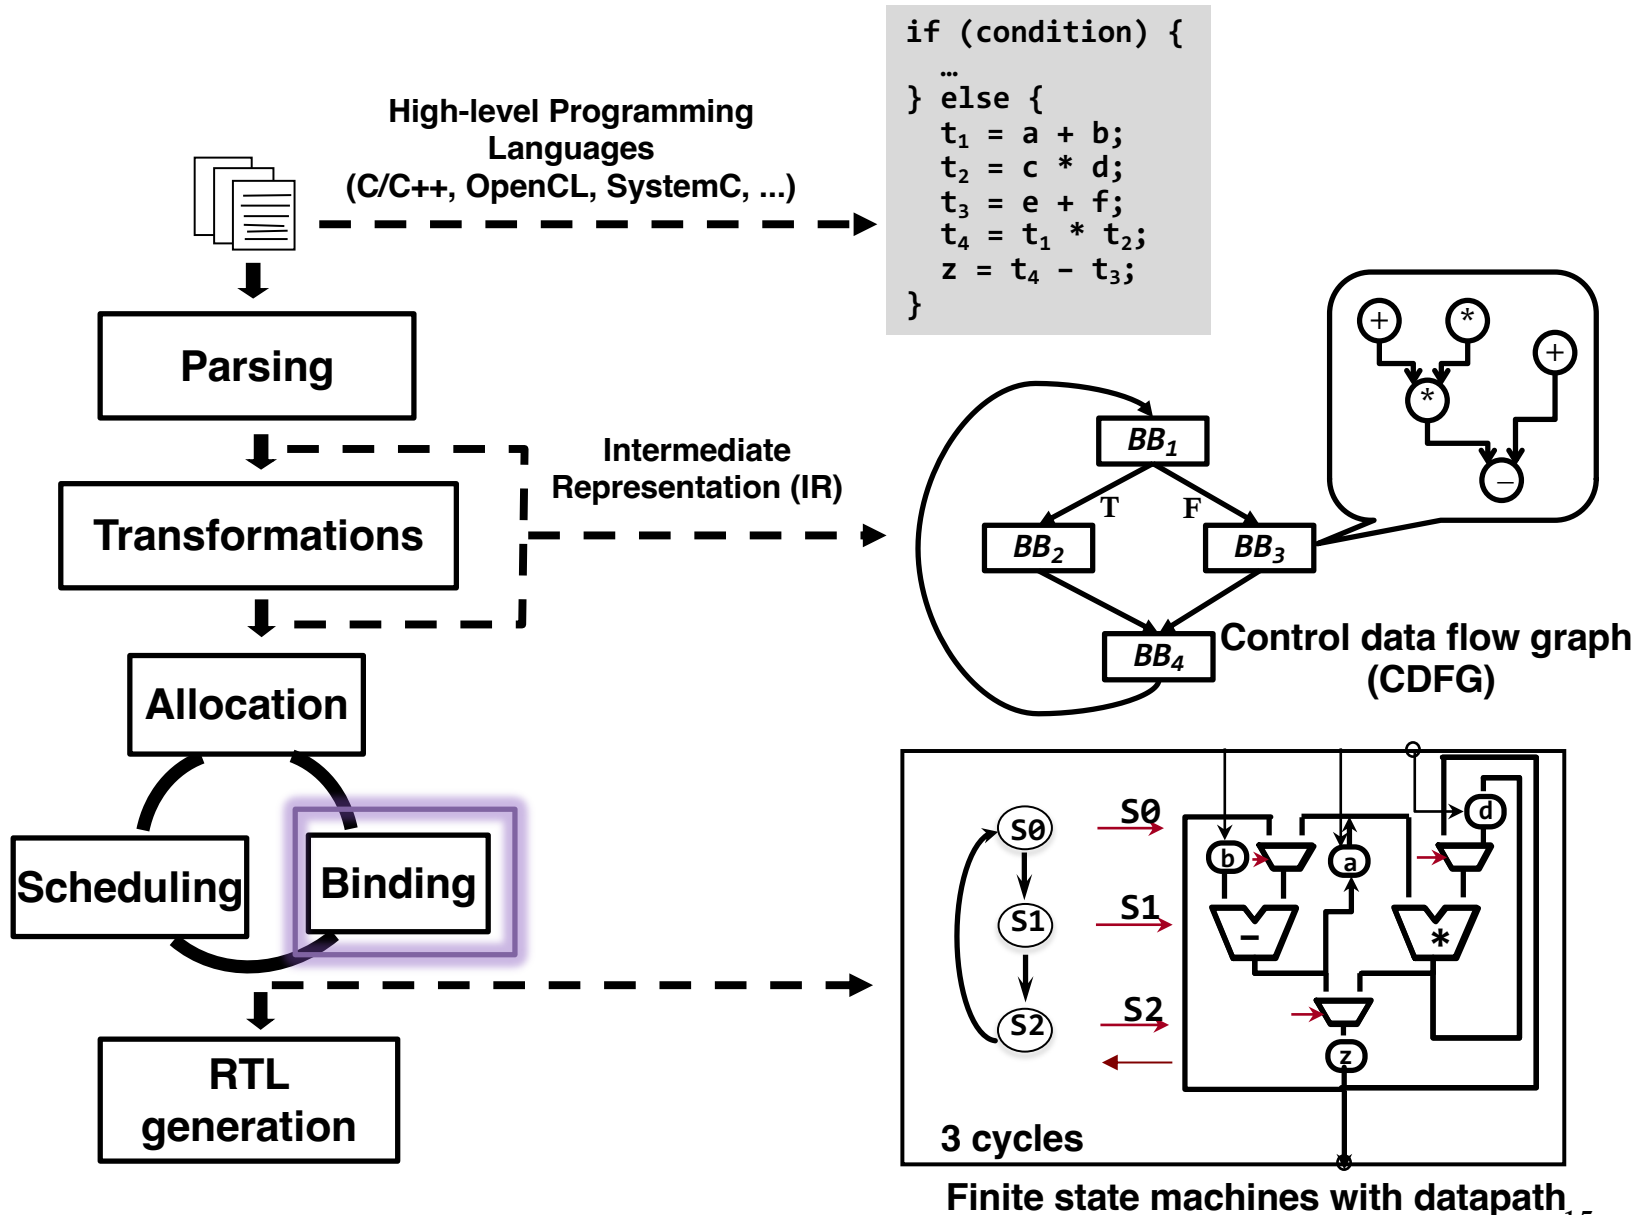 High-level Programming
Languages
(C/C++, OpenCL, SystemC, ...)
if (condition) {
…
} else {
t₁ = a + b;
t₂ = c * d;
t₃ = e + f;
t₄ = t₁ * t₂;
z = t₄ – t₃;
}
Parsing
Transformations
Allocation
Scheduling
Binding
RTL
generation
Intermediate
Representation (IR)
BB₁
T
F
BB₂
BB₃
BB₄
+
*
+
*
–
Control data flow graph
(CDFG)
S0
S1
S2
S0
S1
S2
b
a
d
–
*
z
3 cycles
Finite state machines with datapath